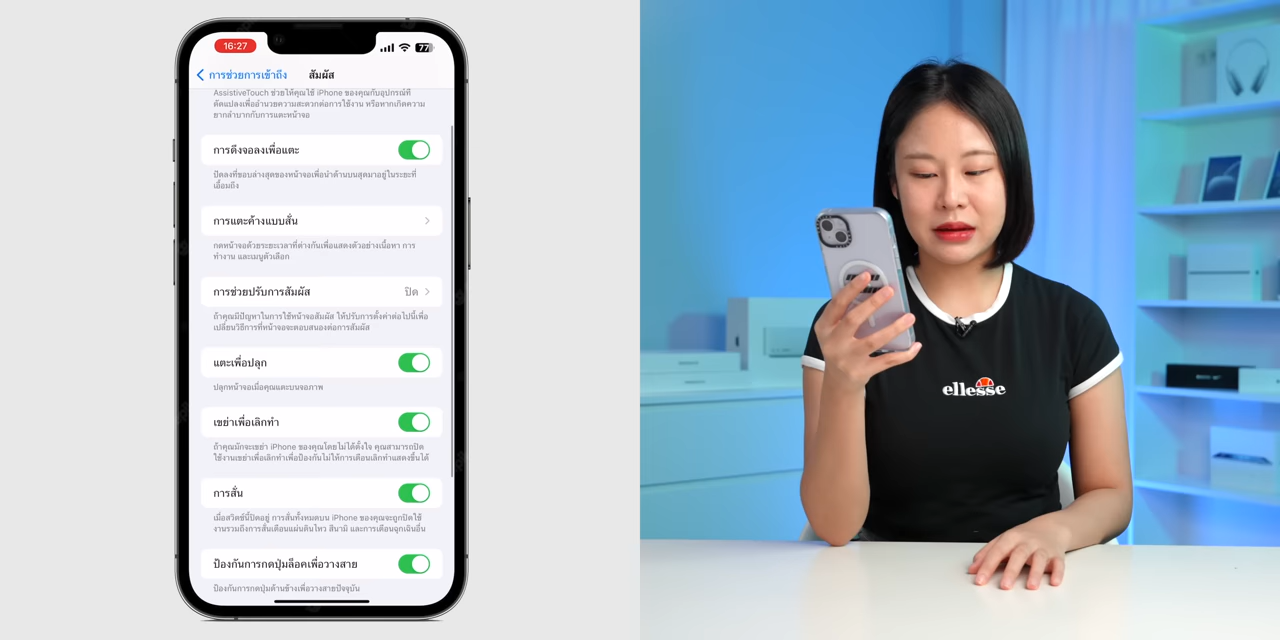 16:27
77
การช่วยการเข้าถึง
สัมผัส
AssistiveTouch ช่วยให้คุณใช้ iPhone ของคุณกับอุปกรณ์ที่
ดัดแปลงเพื่ออำนวยความสะดวกต่อการใช้งาน หรือหากเกิดความ
ยากลำบากกับการแตะหน้าจอ
การดึงจอลงเพื่อแตะ
ปัดลงที่ขอบล่างสุดของหน้าจอเพื่อนำด้านบนสุดมาอยู่ในระยะที่
เอื้อมถึง
การแตะค้างแบบสั่น
กดหน้าจอด้วยระยะเวลาที่ต่างกันเพื่อแสดงตัวอย่างเนื้อหา การ
ทำงาน และเมนูตัวเลือก
การช่วยปรับการสัมผัส
ปิด
ถ้าคุณมีปัญหาในการใช้หน้าจอสัมผัส ให้ปรับการตั้งค่าต่อไปนี้เพื่อ
เปลี่ยนวิธีการที่หน้าจอจะตอบสนองต่อการสัมผัส
แตะเพื่อปลุก
ปลุกหน้าจอเมื่อคุณแตะบนจอภาพ
เขย่าเพื่อเลิกทำ
ถ้าคุณมักจะเขย่า iPhone ของคุณโดยไม่ได้ตั้งใจ คุณสามารถปิด
ใช้งานเขย่าเพื่อเลิกทำเพื่อป้องกันไม่ให้การเตือนเลิกทำแสดงขึ้นได้
การสั่น
เมื่อสวิตช์นี้ปิดอยู่ การสั่นทั้งหมดบน iPhone ของคุณจะถูกปิดใช้
งานรวมถึงการสั่นเตือนแผ่นดินไหว สึนามิ และการเตือนฉุกเฉินอื่น
ป้องกันการกดปุ่มล็อคเพื่อวางสาย
ป้องกันการกดปุ่มด้านข้างเพื่อวางสายปัจจุบัน
ellesse